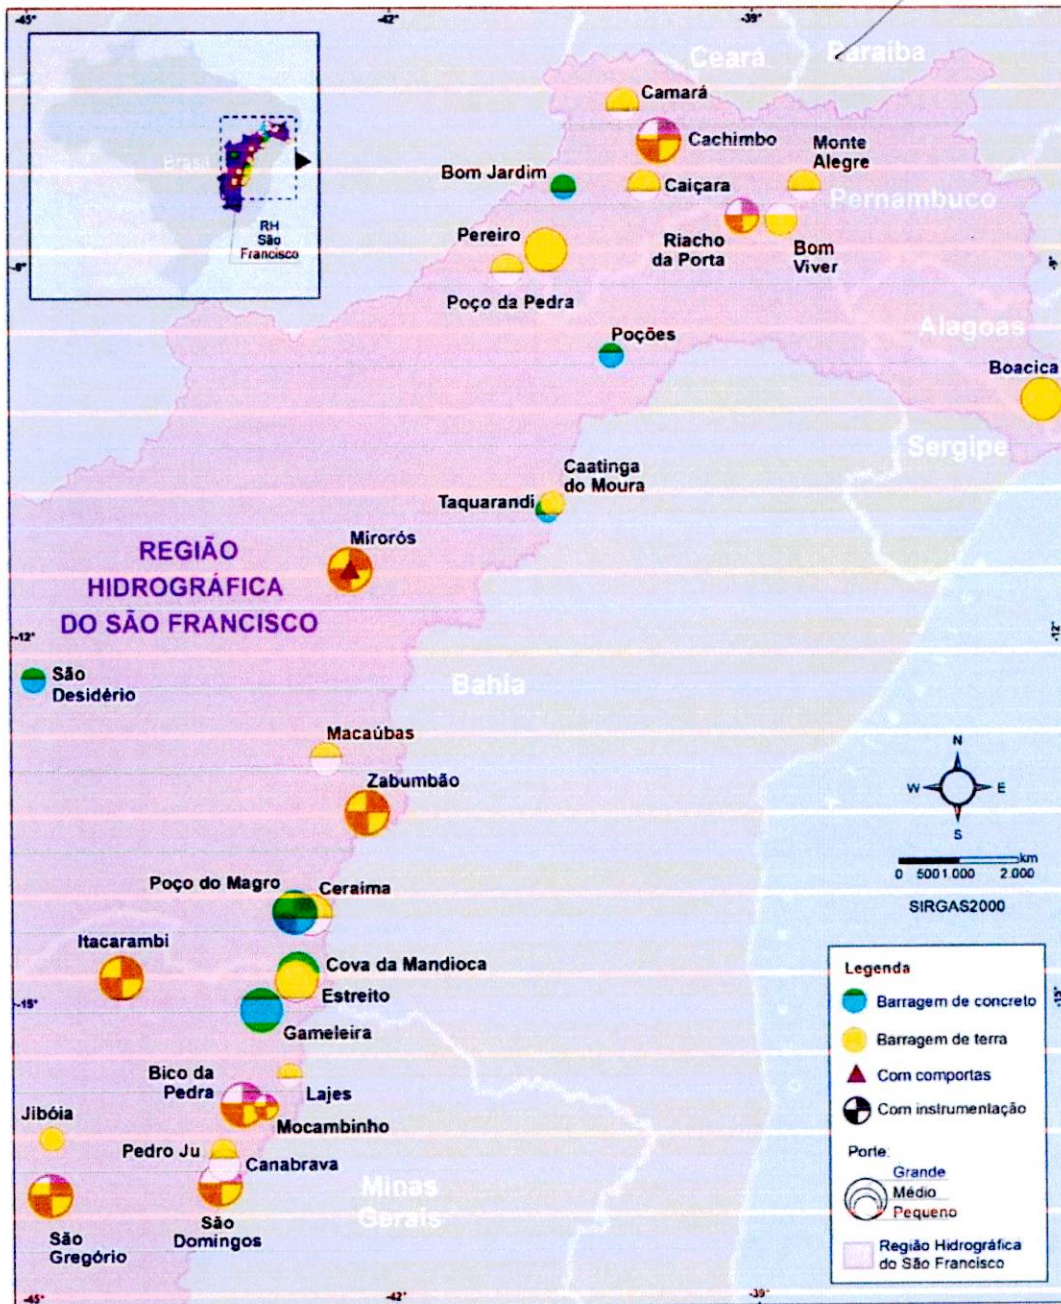 -45°
-42°
-39°
Ceará
Paraíba
Camará
Cachimbo
Monte
Alegre
Bom Jardim
Caiçara
Pernambuco
Brasil
Pereiro
Riacho
da Porta
Bom
Viver
RH
São
Francisco
-9°
Poço da Pedra
Alagoas
Poções
Boacica
Sergipe
Caatinga
do Moura
Taquarandi
Mirorós
REGIÃO
HIDROGRÁFICA
DO SÃO FRANCISCO
-12°
-12°
São
Desidério
Bahia
Macaúbas
Zabumbão
N
W
E
S
km
0 500 1.000 2.000
SIRGAS2000
Poço do Magro
Ceraima
Itacarambi
Cova da Mandioca
Estreito
-15°
Gameleira
Bico da
Pedra
Lajes
Mocambinho
Jibóia
Pedro Ju
Canabrava
Minas
Gerais
São
Domingos
São
Gregório
Legenda
Barragem de concreto
Barragem de terra
Com comportas
Com instrumentação
Porte:
Grande
Médio
Pequeno
Região Hidrográfica
do São Francisco
-45°
-42°
-39°